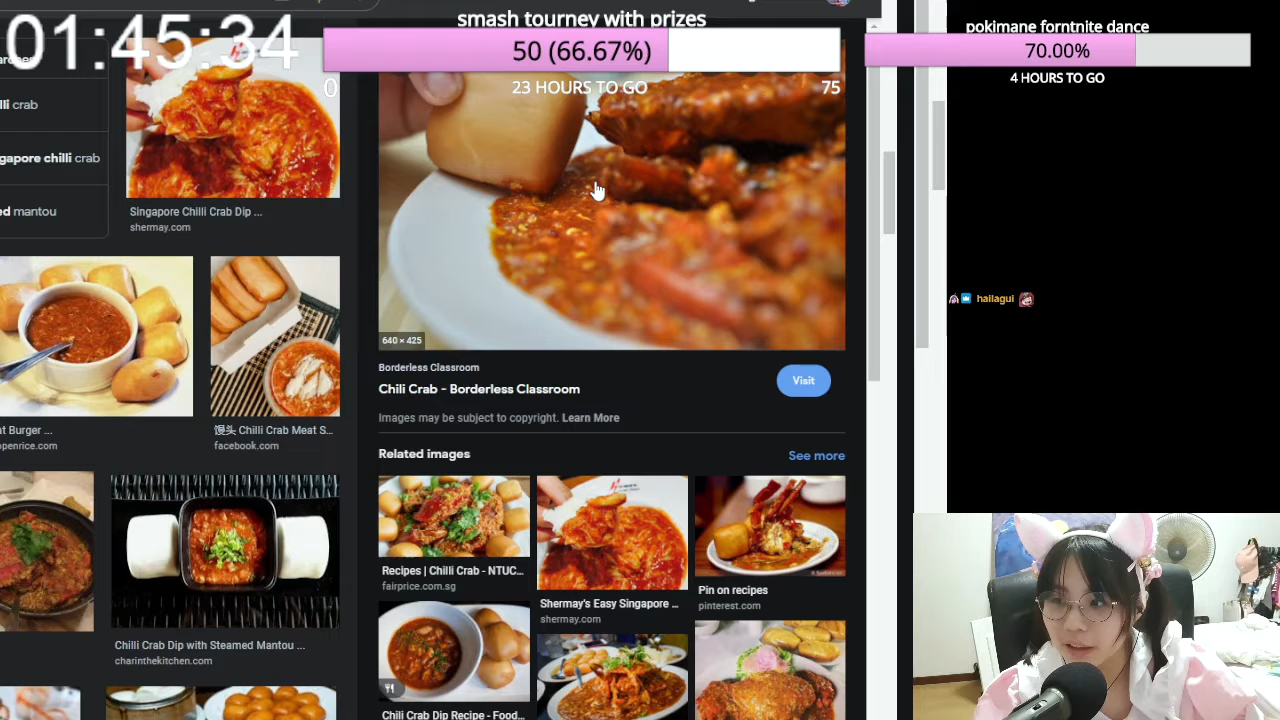 01:45:34
smash tourney with prizes
50 (66.67%)
0
23 HOURS TO GO
75
pokimane forntnite dance
70.00%
4 HOURS TO GO
lli crab
gapore chilli crab
ed mantou
Singapore Chilli Crab Dip ...
shermay.com
at Burger ...
openrice.com
馒头 Chilli Crab Meat S...
facebook.com
Chilli Crab Dip with Steamed Mantou ...
charinthekitchen.com
640 × 425
Borderless Classroom
Chili Crab - Borderless Classroom
Visit
Images may be subject to copyright. Learn More
Related images
See more
Recipes | Chilli Crab - NTUC...
fairprice.com.sg
Shermay's Easy Singapore ...
shermay.com
Pin on recipes
pinterest.com
Chilli Crab Dip Recipe - Food...
hailagui